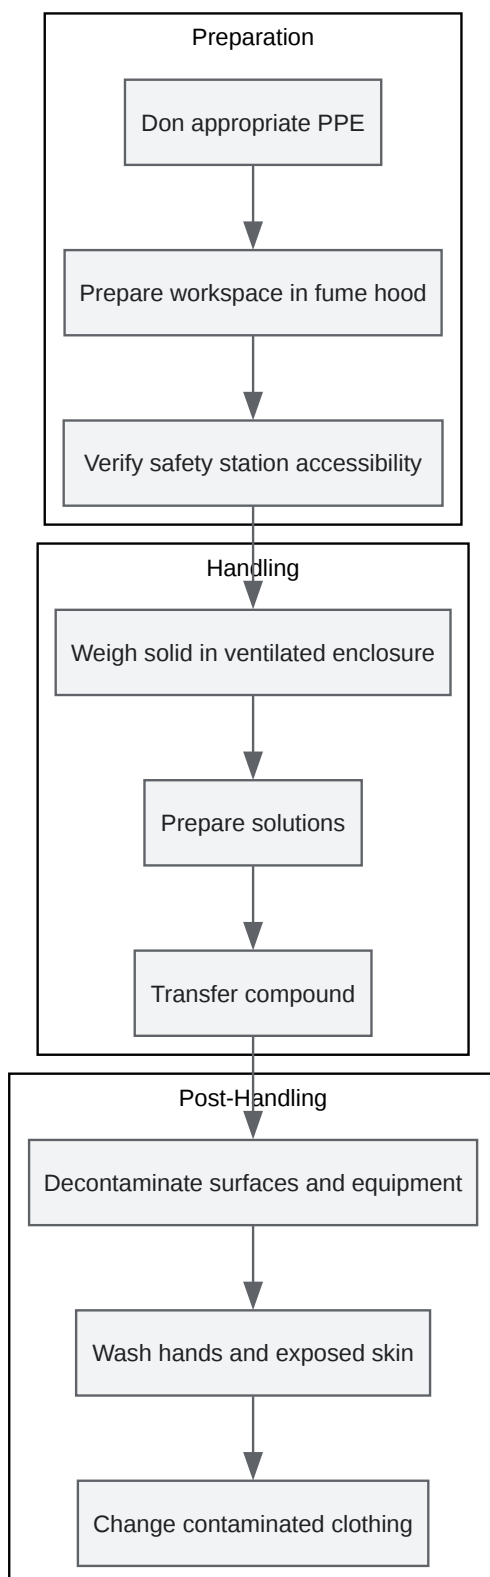 Preparation
Don appropriate PPE
Prepare workspace in fume hood
Verify safety station accessibility
Handling
Weigh solid in ventilated enclosure
Prepare solutions
Transfer compound
Post-Handling
Decontaminate surfaces and equipment
Wash hands and exposed skin
Change contaminated clothing